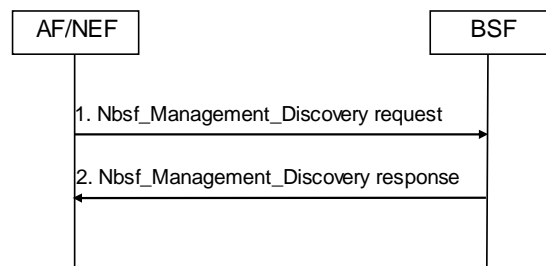 AF/NEF
BSF
1. Nbsf_Management_Discovery request
2. Nbsf_Management_Discovery response